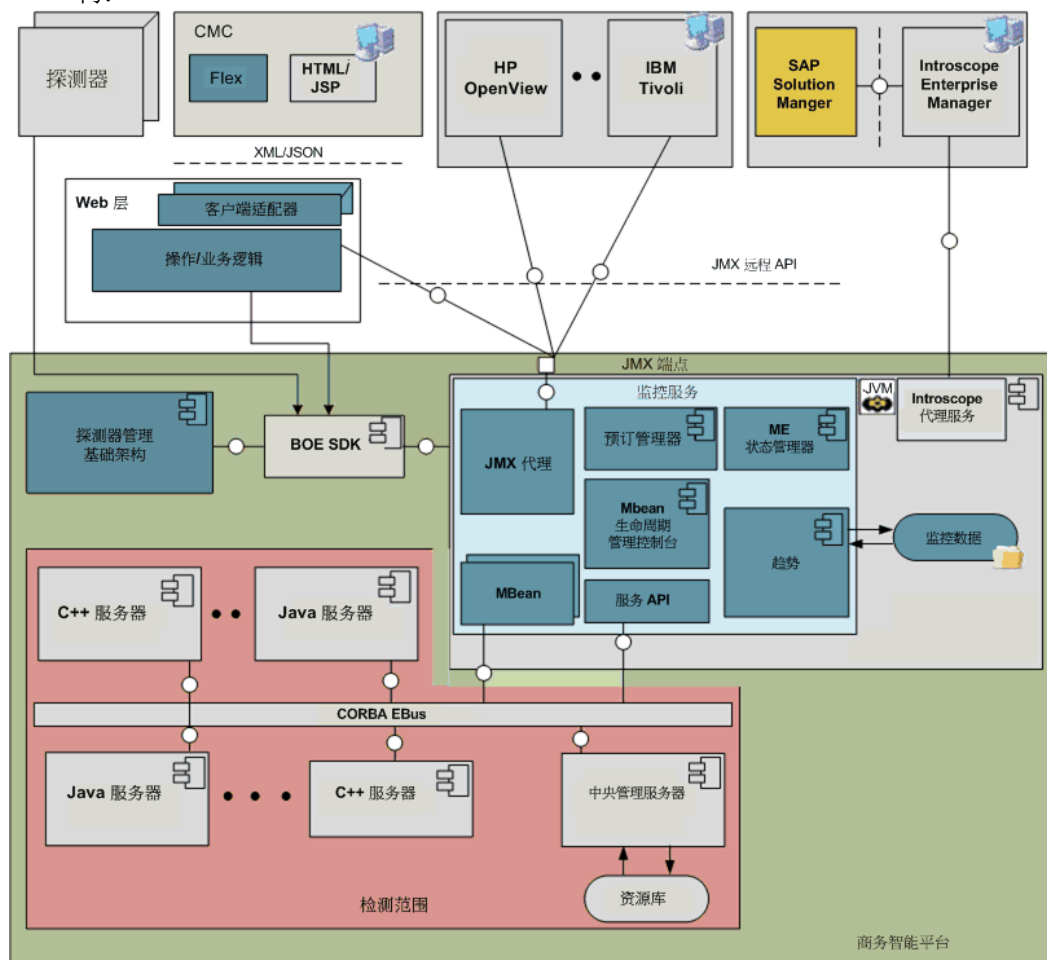 探测器
CMC
Flex
HTML/
JSP
HP
OpenView
IBM
Tivoli
SAP
Solution
Manger
Introscope
Enterprise
Manager
XML/JSON
Web 层
客户端适配器
操作/业务逻辑
JMX 远程 API
JMX 端点
监控服务
JVM
Introscope
代理服务
探测器管理
基础架构
BOE SDK
JMX 代理
预订管理器
ME
状态管理器
Mbean
生命周期
管理控制台
趋势
监控数据
MBean
服务 API
C++ 服务器
Java 服务器
CORBA EBus
Java 服务器
C++ 服务器
中央管理服务器
资源库
检测范围
商务智能平台